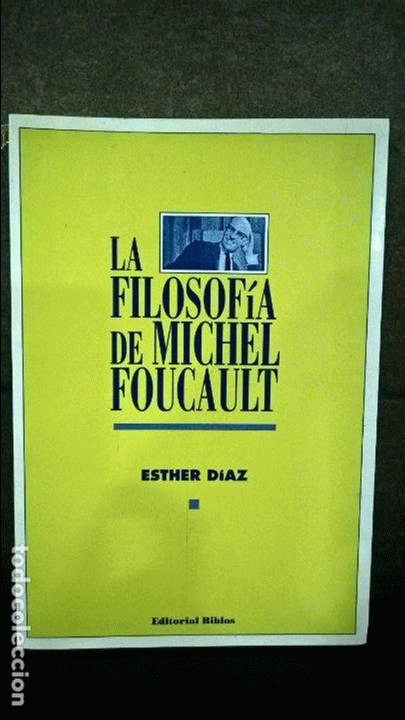 LA
FILOSOFíA
DE MICHEL
FOUCAULT
ESTHER DíAZ
Editorial Biblos
todocoleccion